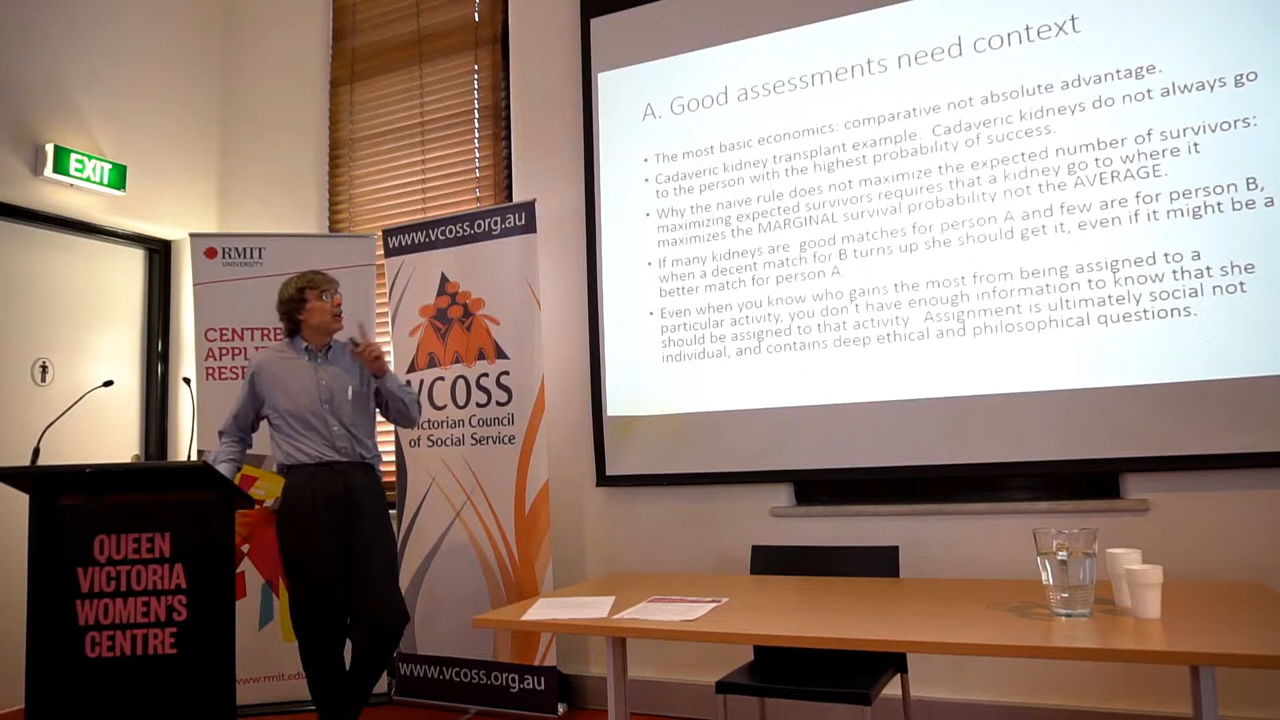 A. Good assessments need context
• The most basic economics: comparative not absolute advantage.
• Cadaveric kidney transplant example. Cadaveric kidneys do not always go
to the person with the highest probability of success.
• Why the naive rule does not maximize the expected number of survivors:
maximizing expected survivors requires that a kidney go to where it
maximizes the MARGINAL survival probability not the AVERAGE.
• If many kidneys are good matches for person A and few are for person B,
when a decent match for B turns up she should get it, even if it might be a
better match for person A.
• Even when you know who gains the most from being assigned to a
particular activity, you don't have enough information to know that she
should be assigned to that activity. Assignment is ultimately social not
individual, and contains deep ethical and philosophical questions.
EXIT
RMIT
UNIVERSITY
CENTRE
APPL
RESE
www.rmit.edu
www.vcoss.org.au
VCOSS
Victorian Council
of Social Service
www.vcoss.org.au
QUEEN
VICTORIA
WOMEN'S
CENTRE